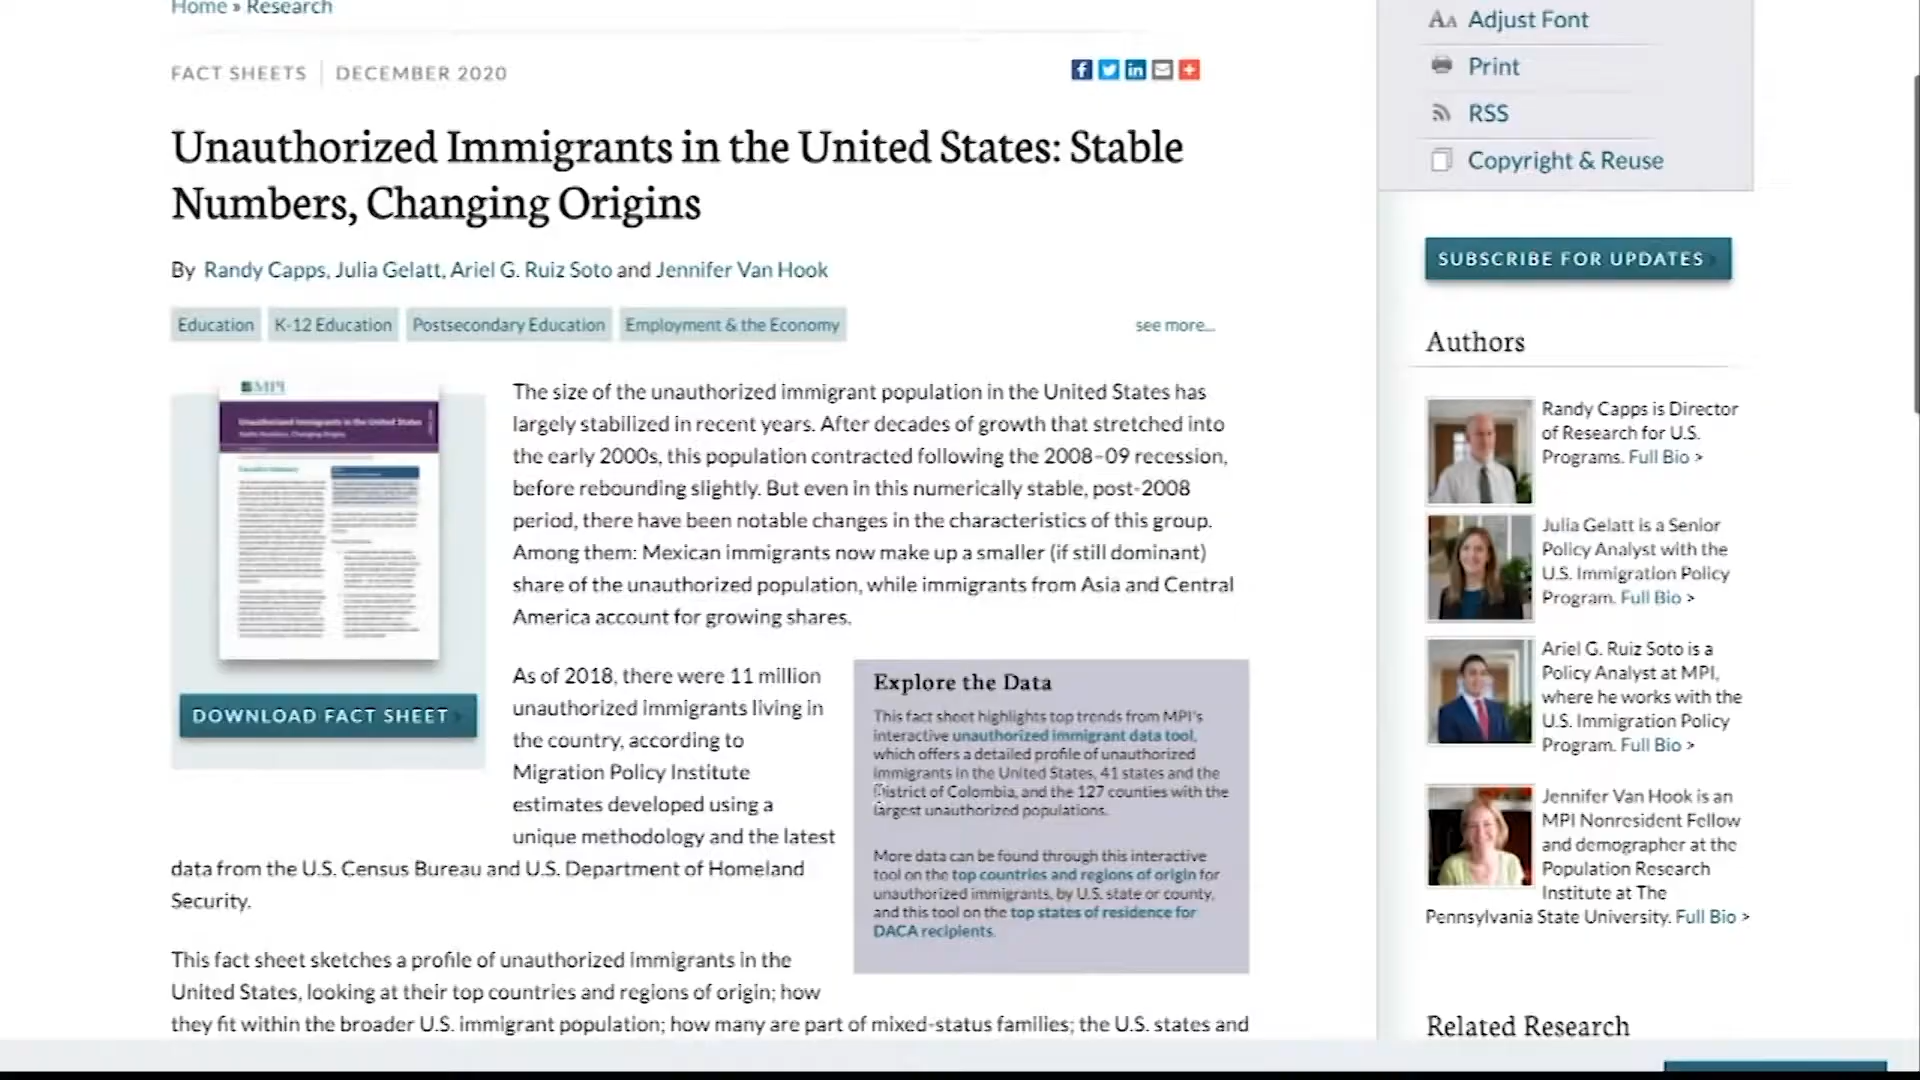 Home » Research
FACT SHEETS | DECEMBER 2020
Unauthorized Immigrants in the United States: Stable
Numbers, Changing Origins
By Randy Capps, Julia Gelatt, Ariel G. Ruiz Soto and Jennifer Van Hook
Education K-12 Education Postsecondary Education Employment & the Economy see more...
MPI
Unauthorized Immigrants in the United States
Stable Numbers, Changing Origins
DOWNLOAD FACT SHEET
The size of the unauthorized immigrant population in the United States has
largely stabilized in recent years. After decades of growth that stretched into
the early 2000s, this population contracted following the 2008–09 recession,
before rebounding slightly. But even in this numerically stable, post-2008
period, there have been notable changes in the characteristics of this group.
Among them: Mexican immigrants now make up a smaller (if still dominant)
share of the unauthorized population, while immigrants from Asia and Central
America account for growing shares.
As of 2018, there were 11 million
unauthorized immigrants living in
the country, according to
Migration Policy Institute
estimates developed using a
unique methodology and the latest
data from the U.S. Census Bureau and U.S. Department of Homeland
Security.
Explore the Data
This fact sheet highlights top trends from MPI's
interactive unauthorized immigrant data tool,
which offers a detailed profile of unauthorized
immigrants in the United States, 41 states and the
District of Colombia, and the 127 counties with the
largest unauthorized populations.
More data can be found through this interactive
tool on the top countries and regions of origin for
unauthorized immigrants, by U.S. state or county,
and this tool on the top states of residence for
DACA recipients.
This fact sheet sketches a profile of unauthorized immigrants in the
United States, looking at their top countries and regions of origin; how
they fit within the broader U.S. immigrant population; how many are part of mixed-status families; the U.S. states and
AA Adjust Font
Print
RSS
Copyright & Reuse
SUBSCRIBE FOR UPDATES
Authors
Randy Capps is Director
of Research for U.S.
Programs. Full Bio >
Julia Gelatt is a Senior
Policy Analyst with the
U.S. Immigration Policy
Program. Full Bio >
Ariel G. Ruiz Soto is a
Policy Analyst at MPI,
where he works with the
U.S. Immigration Policy
Program. Full Bio >
Jennifer Van Hook is an
MPI Nonresident Fellow
and demographer at the
Population Research
Institute at The
Pennsylvania State University. Full Bio >
Related Research